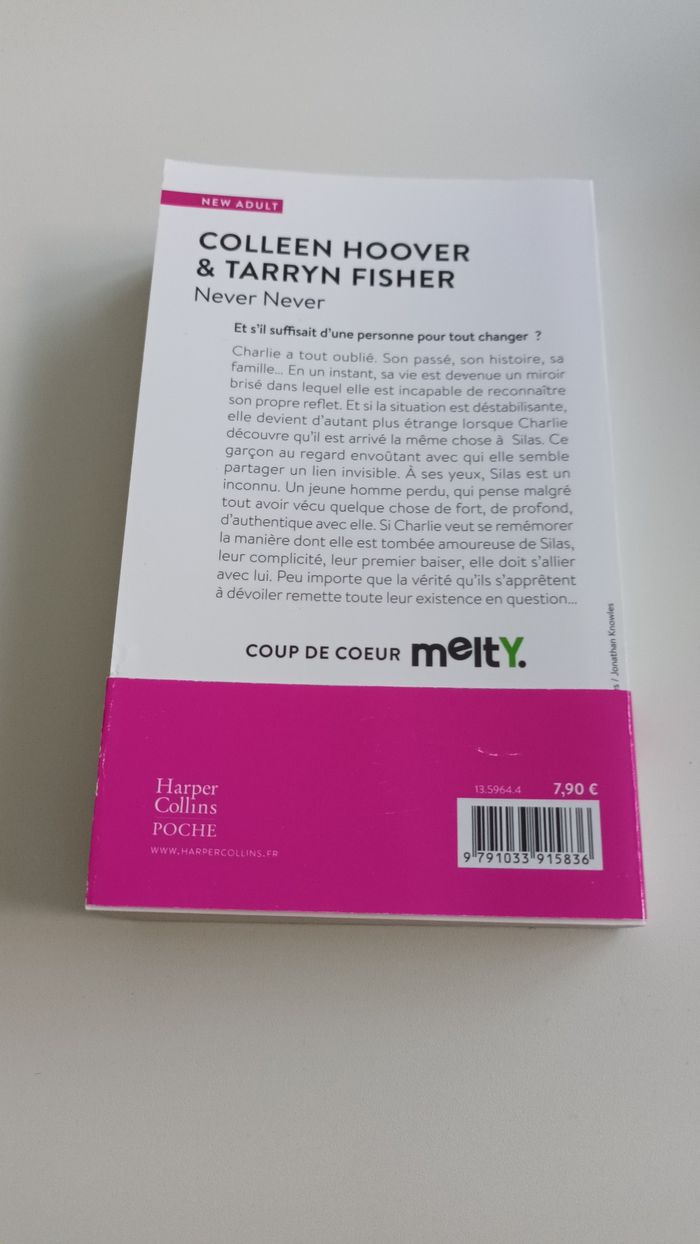 NEW ADULT
COLLEEN HOOVER
& TARRYN FISHER
Never Never
Et s'il suffisait d'une personne pour tout changer ?
Charlie a tout oublié. Son passé, son histoire, sa
famille... En un instant, sa vie est devenue un miroir
brisé dans lequel elle est incapable de reconnaître
son propre reflet. Et si la situation est déstabilisante,
elle devient d'autant plus étrange lorsque Charlie
découvre qu'il est arrivé la même chose à Silas. Ce
garçon au regard envoûtant avec qui elle semble
partager un lien invisible. À ses yeux, Silas est un
inconnu. Un jeune homme perdu, qui pense malgré
tout avoir vécu quelque chose de fort, de profond,
d'authentique avec elle. Si Charlie veut se remémorer
la manière dont elle est tombée amoureuse de Silas,
leur complicité, leur premier baiser, elle doit s'allier
avec lui. Peu importe que la vérité qu'ils s'apprêtent
à dévoiler remette toute leur existence en question...
COUP DE COEUR meltY.
/ Jonathan Knowles
Harper
Collins
POCHE
WWW.HARPERCOLLINS.FR
13.5964.4 7,90 €
9 791033 915836